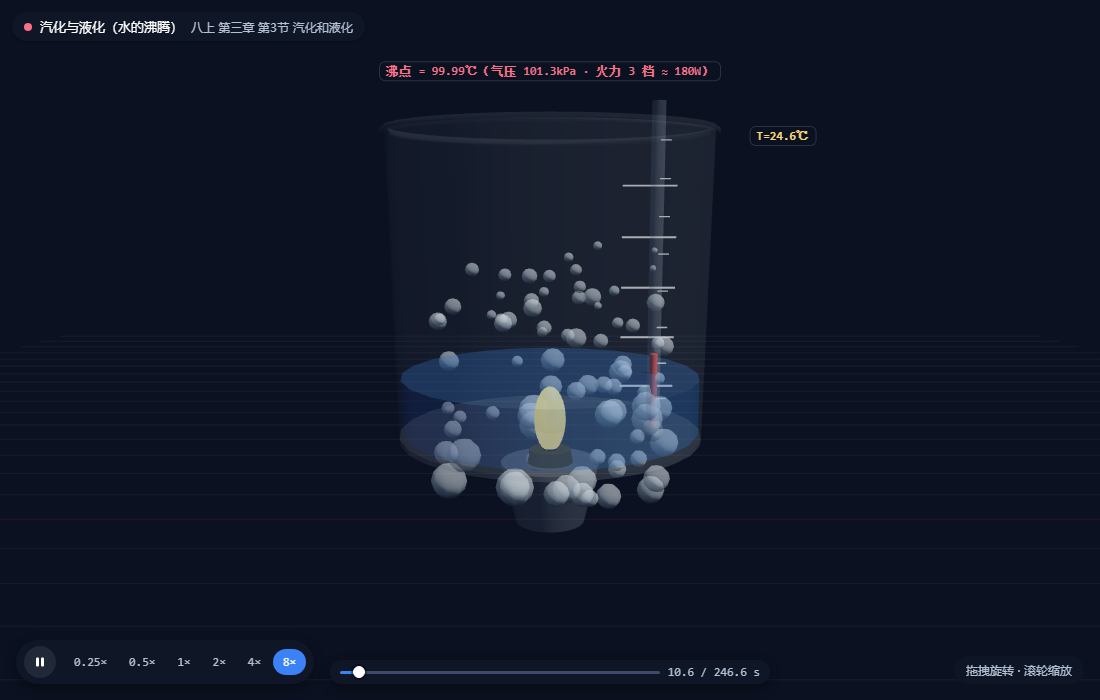 汽化与液化（水的沸腾） 八上 第三章 第3节 汽化和液化
沸点 = 99.99℃（气压 101.3kPa · 火力 3 档 ≈ 180W）
T=24.6℃
0.25× 0.5× 1× 2× 4× 8×
10.6 / 246.6 s
拖拽旋转 · 滚轮缩放